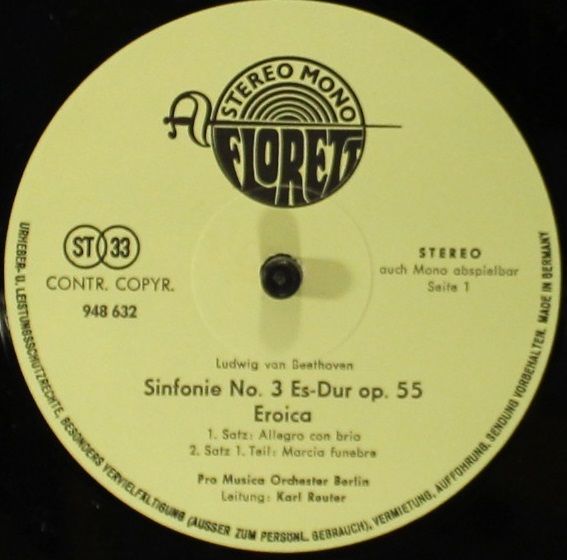 STEREO MONO
FLORETT
ST 33
CONTR. COPYR.
948 632
STEREO
auch Mono abspielbar
Seite 1
Ludwig van Beethoven
Sinfonie No. 3 Es-Dur op. 55
Eroica
1. Satz: Allegro con brio
2. Satz 1. Teil: Marcia funebre
Pro Musica Orchester Berlin
Leitung: Karl Reuter
URHEBER- U. LEISTUNGSSCHUTZRECHTE, BESONDERS VERVIELFÄLTIGUNG (AUSSER ZUM PERSÖNL. GEBRAUCH), VERMIETUNG, AUFFÜHRUNG, SENDUNG VORBEHALTEN. MADE IN GERMANY